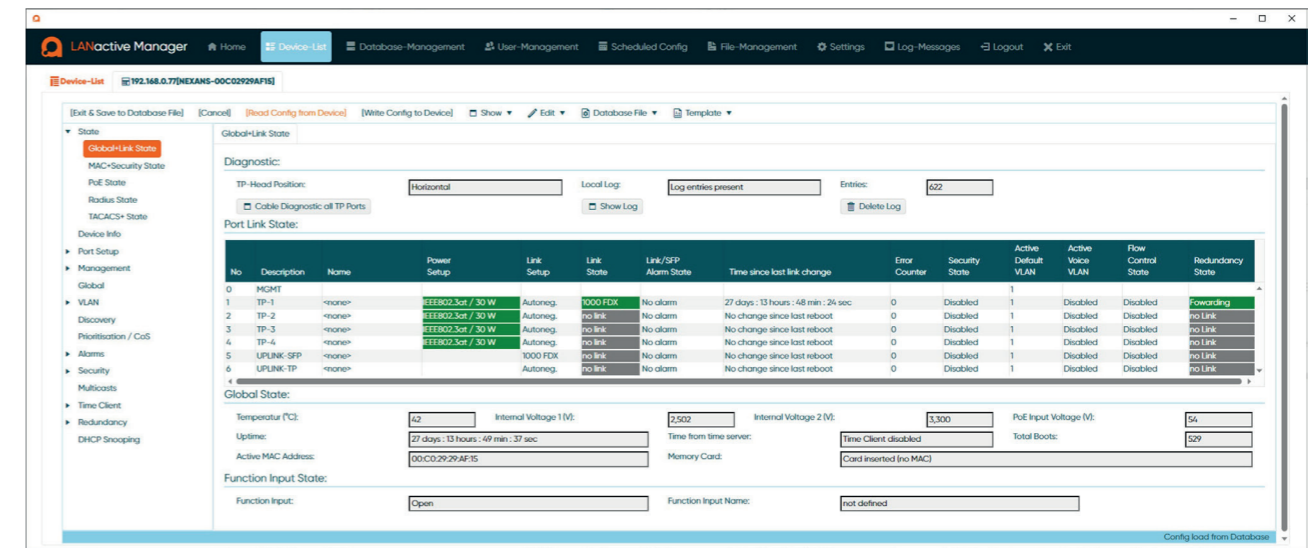 LANactive Manager Home Device-List Database-Management User-Management Scheduled Config File-Management Settings Log-Messages Logout Exit
Device-List 192.168.0.77[NEXANS-00C02929AF15]
[Exit & Save to Database File] [Cancel] [Read Config from Device] [Write Config to Device] Show Edit Database File Template
State
Global+Link State
MAC+Security State
PoE State
Radius State
TACACS+ State
Device Info
Port Setup
Management
Global
VLAN
Discovery
Prioritisation / CoS
Alarms
Security
Multicasts
Time Client
Redundancy
DHCP Snooping
Global+Link State
Diagnostic:
TP-Head Position: Horizontal Local Log: Log entries present Entries: 622
Cable Diagnostic all TP Ports Show Log Delete Log
Port Link State:
No Description Name Power Setup Link Setup Link State Link/SFP Alarm State Time since last link change Error Counter Security State Active Default VLAN Active Voice VLAN Flow Control State Redundancy State
0 MGMT 1
1 TP-1 <none> IEEE802.3at / 30 W Autoneg. 1000 FDX No alarm 27 days : 13 hours : 48 min : 24 sec 0 Disabled 1 Disabled Disabled Fowarding
2 TP-2 <none> IEEE802.3at / 30 W Autoneg. no link No alarm No change since last reboot 0 Disabled 1 Disabled Disabled no Link
3 TP-3 <none> IEEE802.3at / 30 W Autoneg. no link No alarm No change since last reboot 0 Disabled 1 Disabled Disabled no Link
4 TP-4 <none> IEEE802.3at / 30 W Autoneg. no link No alarm No change since last reboot 0 Disabled 1 Disabled Disabled no Link
5 UPLINK-SFP <none> 1000 FDX no link No alarm No change since last reboot 0 Disabled 1 Disabled Disabled no Link
6 UPLINK-TP <none> Autoneg. no link No alarm No change since last reboot 0 Disabled 1 Disabled Disabled no Link
Global State:
Temperatur (°C): 42 Internal Voltage 1 (V): 2,502 Internal Voltage 2 (V): 3,300 PoE Input Voltage (V): 54
Uptime: 27 days : 13 hours : 49 min : 37 sec Time from time server: Time Client disabled Total Boots: 529
Active MAC Address: 00:C0:29:29:AF:15 Memory Card: Card inserted (no MAC)
Function Input State:
Function Input: Open Function Input Name: not defined
Config load from Database